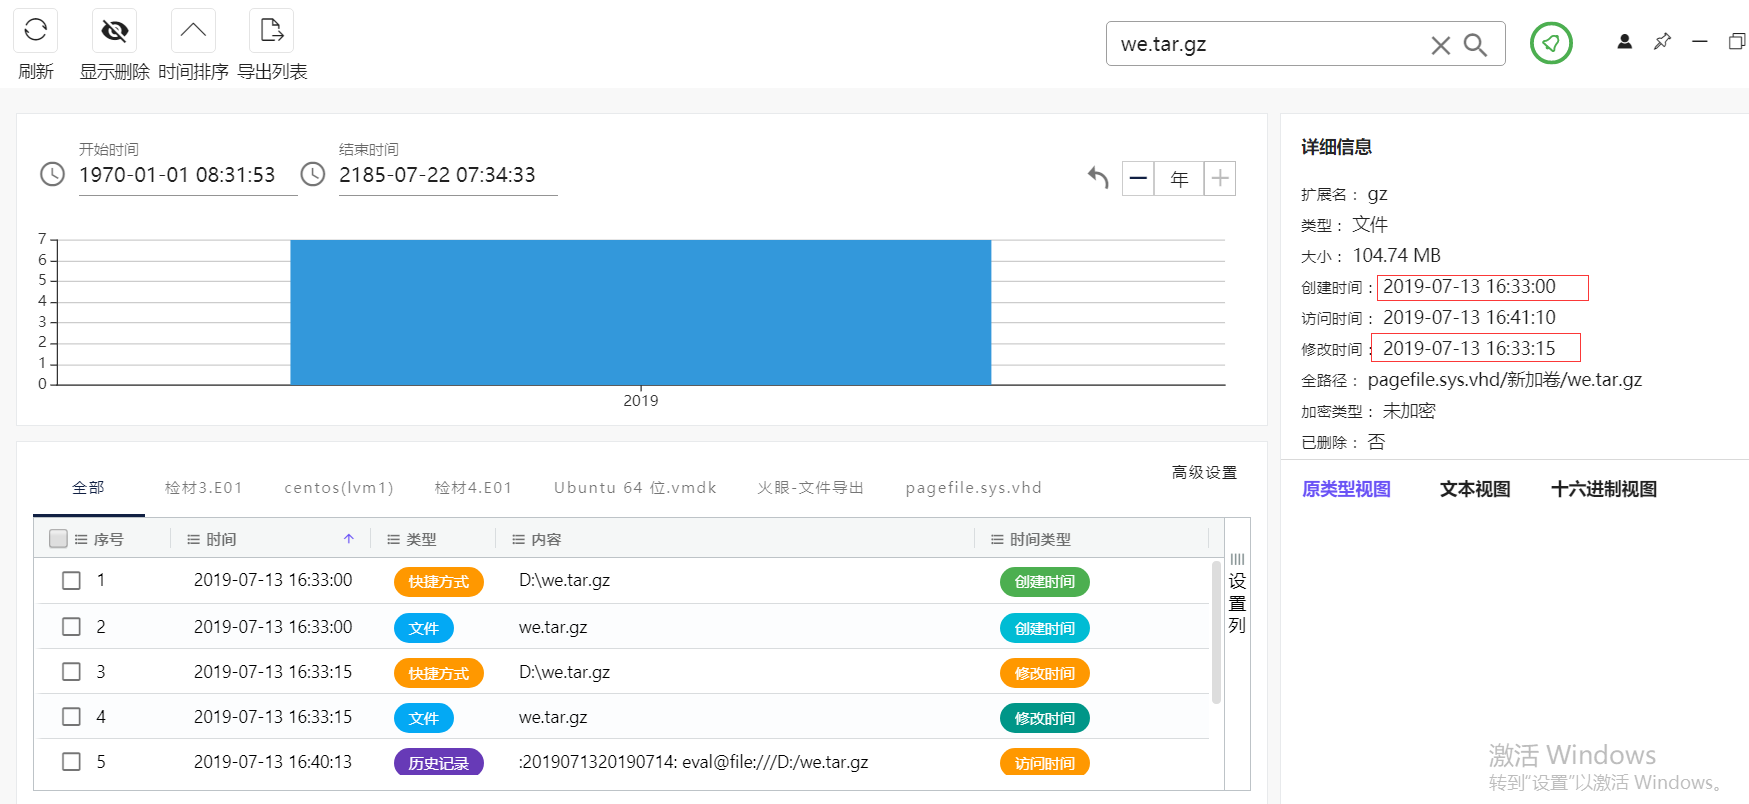 刷新
显示删除
时间排序
导出列表
we.tar.gz
开始时间
1970-01-01 08:31:53
结束时间
2185-07-22 07:34:33
年
7
6
5
4
3
2
1
0
2019
全部
检材3.E01
centos(lvm1)
检材4.E01
Ubuntu 64 位.vmdk
火眼-文件导出
pagefile.sys.vhd
高级设置
序号 时间 类型 内容 时间类型
1 2019-07-13 16:33:00 快捷方式 D:\we.tar.gz 创建时间
2 2019-07-13 16:33:00 文件 we.tar.gz 创建时间
3 2019-07-13 16:33:15 快捷方式 D:\we.tar.gz 修改时间
4 2019-07-13 16:33:15 文件 we.tar.gz 修改时间
5 2019-07-13 16:40:13 历史记录 :2019071320190714: eval@file:///D:/we.tar.gz 访问时间
设置列
详细信息
扩展名： gz
类型： 文件
大小： 104.74 MB
创建时间： 2019-07-13 16:33:00
访问时间： 2019-07-13 16:41:10
修改时间： 2019-07-13 16:33:15
全路径： pagefile.sys.vhd/新加卷/we.tar.gz
加密类型： 未加密
已删除： 否
原类型视图
文本视图
十六进制视图
激活 Windows
转到“设置”以激活 Windows。